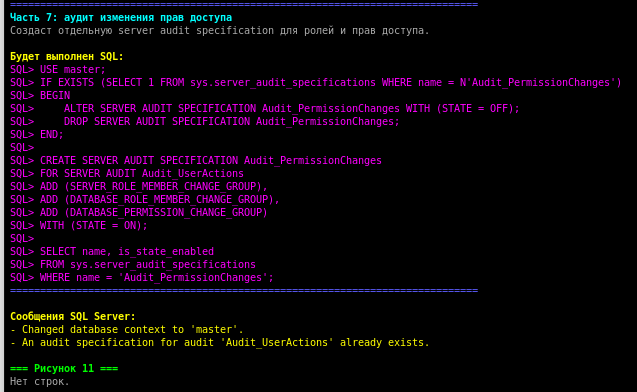 ==============================================================================
Часть 7: аудит изменения прав доступа
Создаст отдельную server audit specification для ролей и прав доступа.
Будет выполнен SQL:
SQL> USE master;
SQL> IF EXISTS (SELECT 1 FROM sys.server_audit_specifications WHERE name = N'Audit_PermissionChanges')
SQL> BEGIN
SQL>     ALTER SERVER AUDIT SPECIFICATION Audit_PermissionChanges WITH (STATE = OFF);
SQL>     DROP SERVER AUDIT SPECIFICATION Audit_PermissionChanges;
SQL> END;
SQL>
SQL> CREATE SERVER AUDIT SPECIFICATION Audit_PermissionChanges
SQL> FOR SERVER AUDIT Audit_UserActions
SQL> ADD (SERVER_ROLE_MEMBER_CHANGE_GROUP),
SQL> ADD (DATABASE_ROLE_MEMBER_CHANGE_GROUP),
SQL> ADD (DATABASE_PERMISSION_CHANGE_GROUP)
SQL> WITH (STATE = ON);
SQL>
SQL> SELECT name, is_state_enabled
SQL> FROM sys.server_audit_specifications
SQL> WHERE name = 'Audit_PermissionChanges';
==============================================================================
Сообщения SQL Server:
- Changed database context to 'master'.
- An audit specification for audit 'Audit_UserActions' already exists.
=== Рисунок 11 ===
Нет строк.